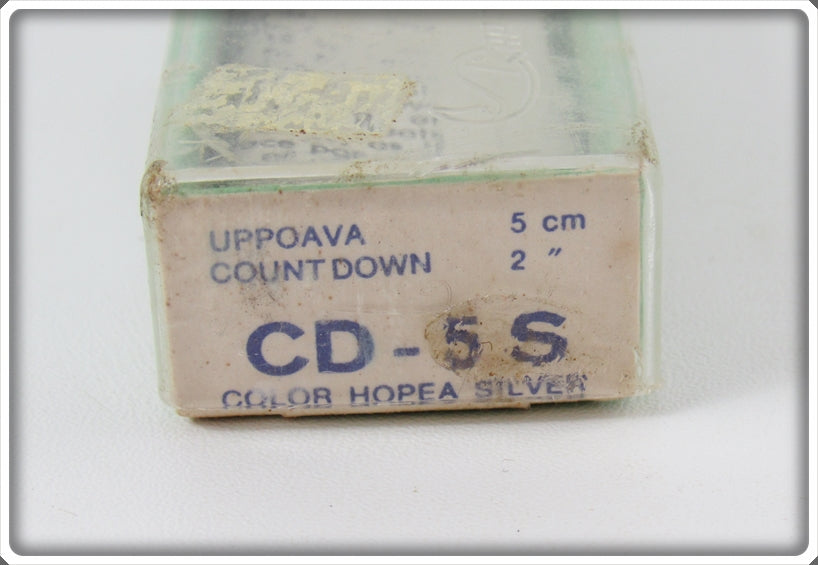 UPPOAVA 5 cm
COUNTDOWN 2 "
CD-5 S
COLOR HOPEA SILVER